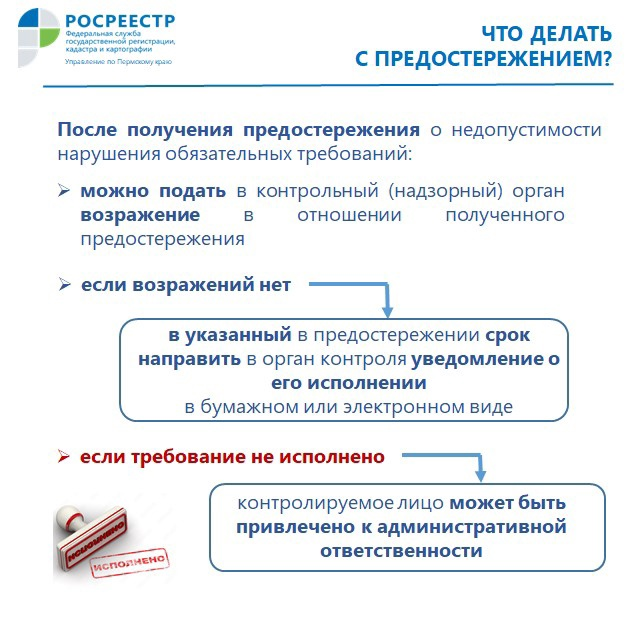 РОСРЕЕСТР
Федеральная служба
государственной регистрации,
кадастра и картографии
Управление по Пермскому краю
ЧТО ДЕЛАТЬ
С ПРЕДОСТЕРЕЖЕНИЕМ?
После получения предостережения о недопустимости
нарушения обязательных требований:
можно подать в контрольный (надзорный) орган
возражение в отношении полученного
предостережения
если возражений нет
в указанный в предостережении срок
направить в орган контроля уведомление о
его исполнении
в бумажном или электронном виде
если требование не исполнено
контролируемое лицо может быть
привлечено к административной
ответственности
ИСПОЛНЕНО
ИСПОЛНЕНО